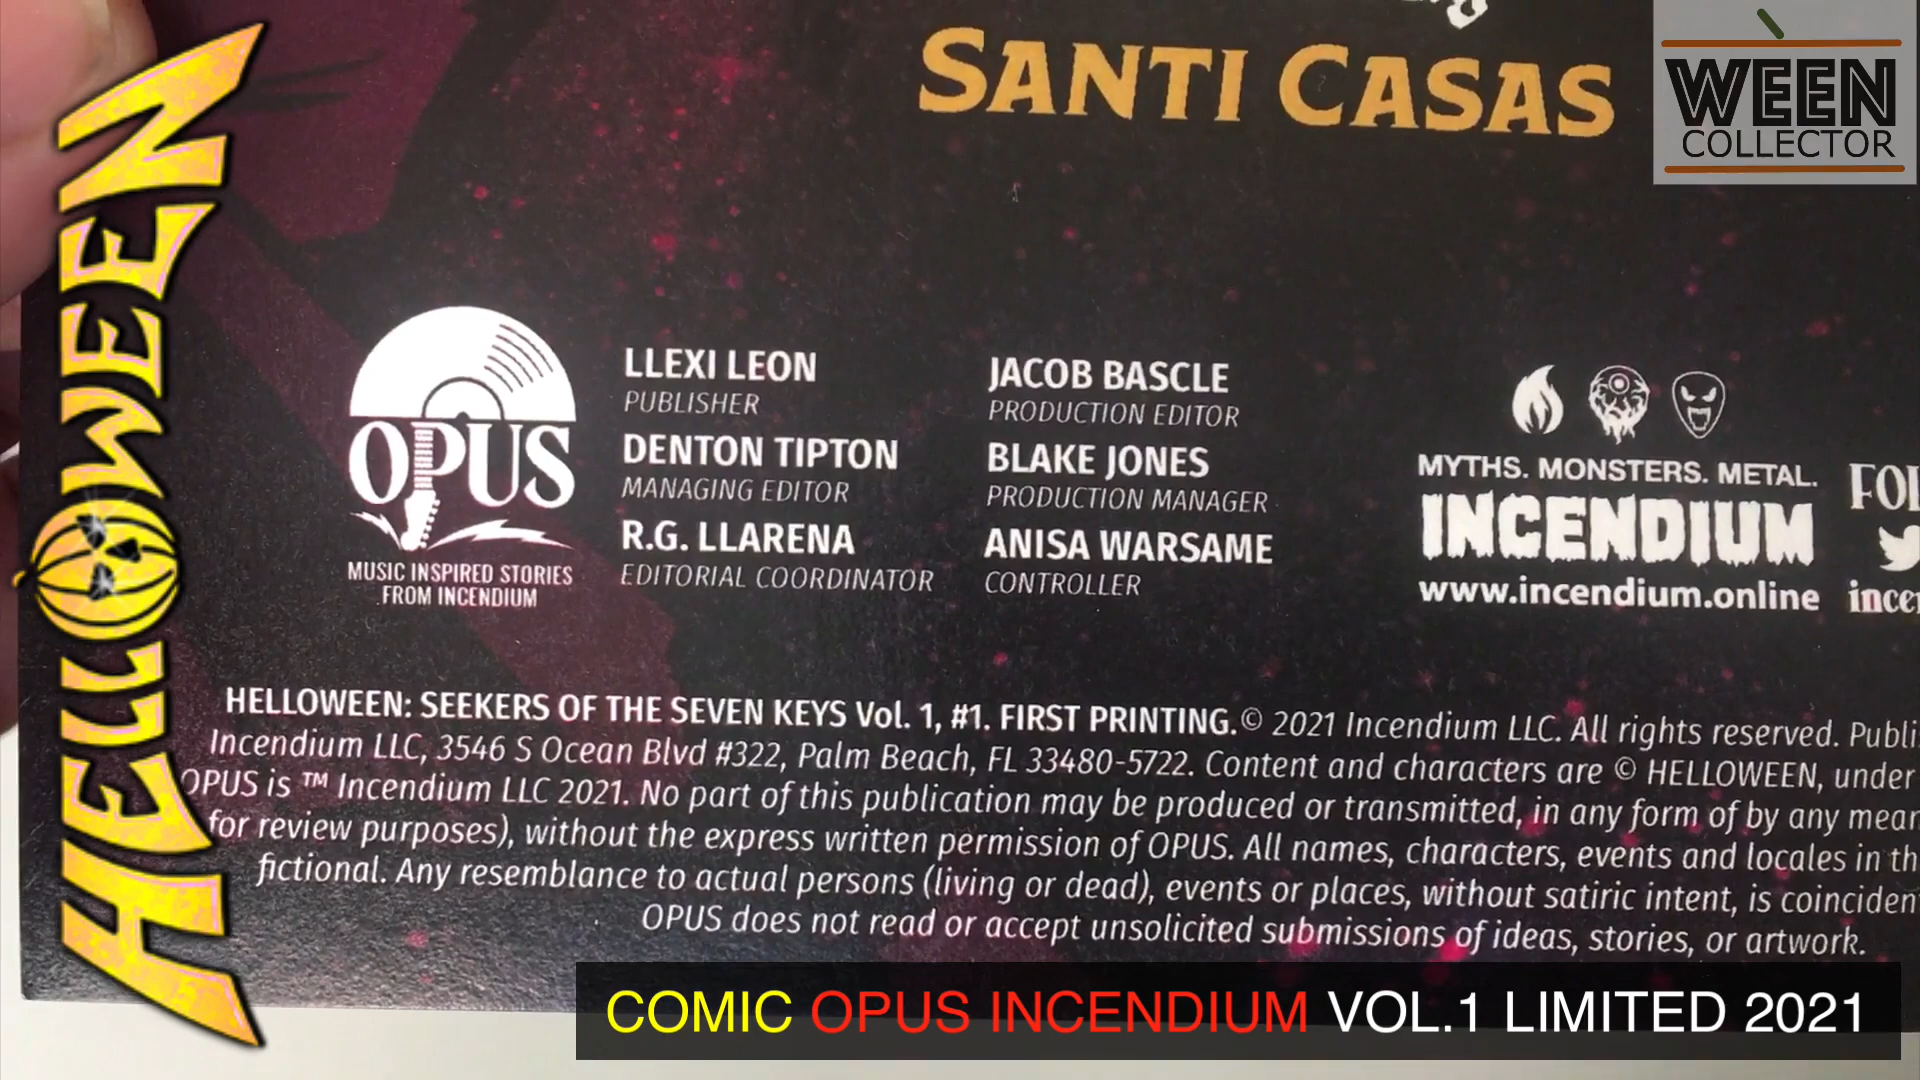 SANTI CASAS
WEEN
COLLECTOR
HELLOWEEN
OPUS
MUSIC INSPIRED STORIES
FROM INCENDIUM
LLEXI LEON
PUBLISHER
DENTON TIPTON
MANAGING EDITOR
R.G. LLARENA
EDITORIAL COORDINATOR
JACOB BASCLE
PRODUCTION EDITOR
BLAKE JONES
PRODUCTION MANAGER
ANISA WARSAME
CONTROLLER
MYTHS. MONSTERS. METAL.
INCENDIUM
www.incendium.online
HELLOWEEN: SEEKERS OF THE SEVEN KEYS Vol. 1, #1. FIRST PRINTING. © 2021 Incendium LLC. All rights reserved.
Incendium LLC, 3546 S Ocean Blvd #322, Palm Beach, FL 33480-5722. Content and characters are © HELLOWEEN, under
OPUS is ™ Incendium LLC 2021. No part of this publication may be produced or transmitted, in any form of by any
for review purposes), without the express written permission of OPUS. All names, characters, events and locales in
fictional. Any resemblance to actual persons (living or dead), events or places, without satiric intent, is
OPUS does not read or accept unsolicited submissions of ideas, stories, or artwork.
COMIC OPUS INCENDIUM VOL.1 LIMITED 2021